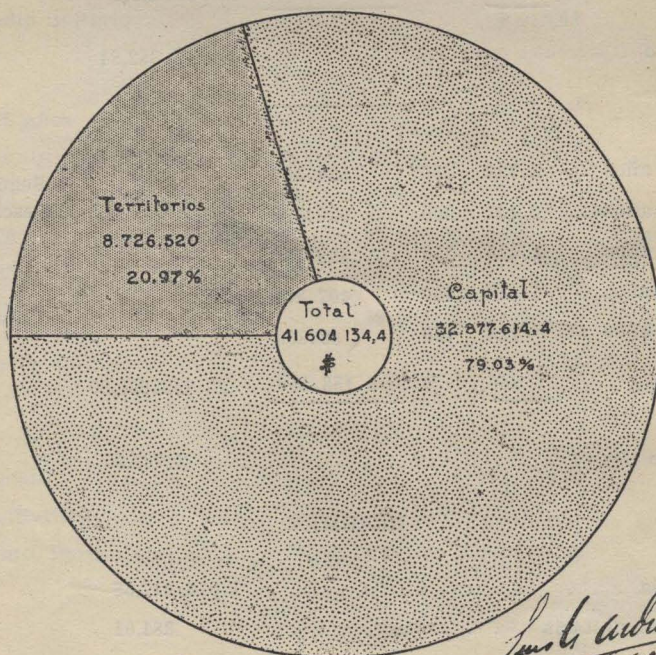 Territorios
8.726.520
20.97%
Total
41 604 134,4
$
Capital
32.877.614,4
79.03%